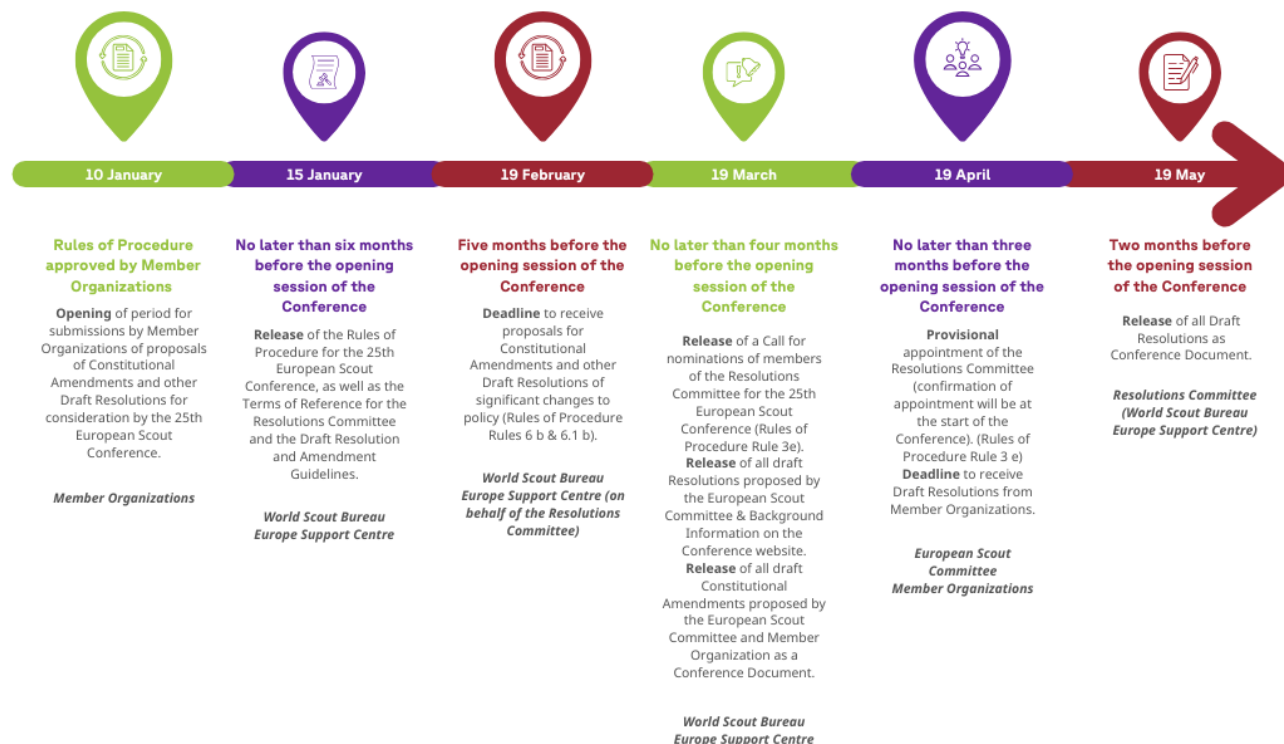 10 January
15 January
19 February
19 March
19 April
19 May
Rules of Procedure
approved by Member
Organizations
Opening of period for
submissions by Member
Organizations of proposals
of Constitutional
Amendments and other
Draft Resolutions for
consideration by the 25th
European Scout
Conference.
Member Organizations
No later than six months
before the opening
session of the
Conference
Release of the Rules of
Procedure for the 25th
European Scout
Conference, as well as the
Terms of Reference for the
Resolutions Committee
and the Draft Resolution
and Amendment
Guidelines.
World Scout Bureau
Europe Support Centre
Five months before the
opening session of the
Conference
Deadline to receive
proposals for
Constitutional
Amendments and other
Draft Resolutions of
significant changes to
policy (Rules of Procedure
Rules 6 b & 6.1 b).
World Scout Bureau
Europe Support Centre (on
behalf of the Resolutions
Committee)
No later than four months
before the opening
session of the
Conference
Release of a Call for
nominations of members
of the Resolutions
Committee for the 25th
European Scout
Conference (Rules of
Procedure Rule 3e).
Release of all draft
Resolutions proposed by
the European Scout
Committee & Background
Information on the
Conference website.
Release of all draft
Constitutional
Amendments proposed by
the European Scout
Committee and Member
Organization as a
Conference Document.
World Scout Bureau
Europe Support Centre
No later than three
months before the
opening session of the
Conference
Provisional
appointment of the
Resolutions Committee
(confirmation of
appointment will be at
the start of the
Conference). (Rules of
Procedure Rule 3 e)
Deadline to receive
Draft Resolutions from
Member Organizations.
European Scout
Committee
Member Organizations
Two months before
the opening session
of the Conference
Release of all Draft
Resolutions as
Conference Document.
Resolutions Committee
(World Scout Bureau
Europe Support Centre)